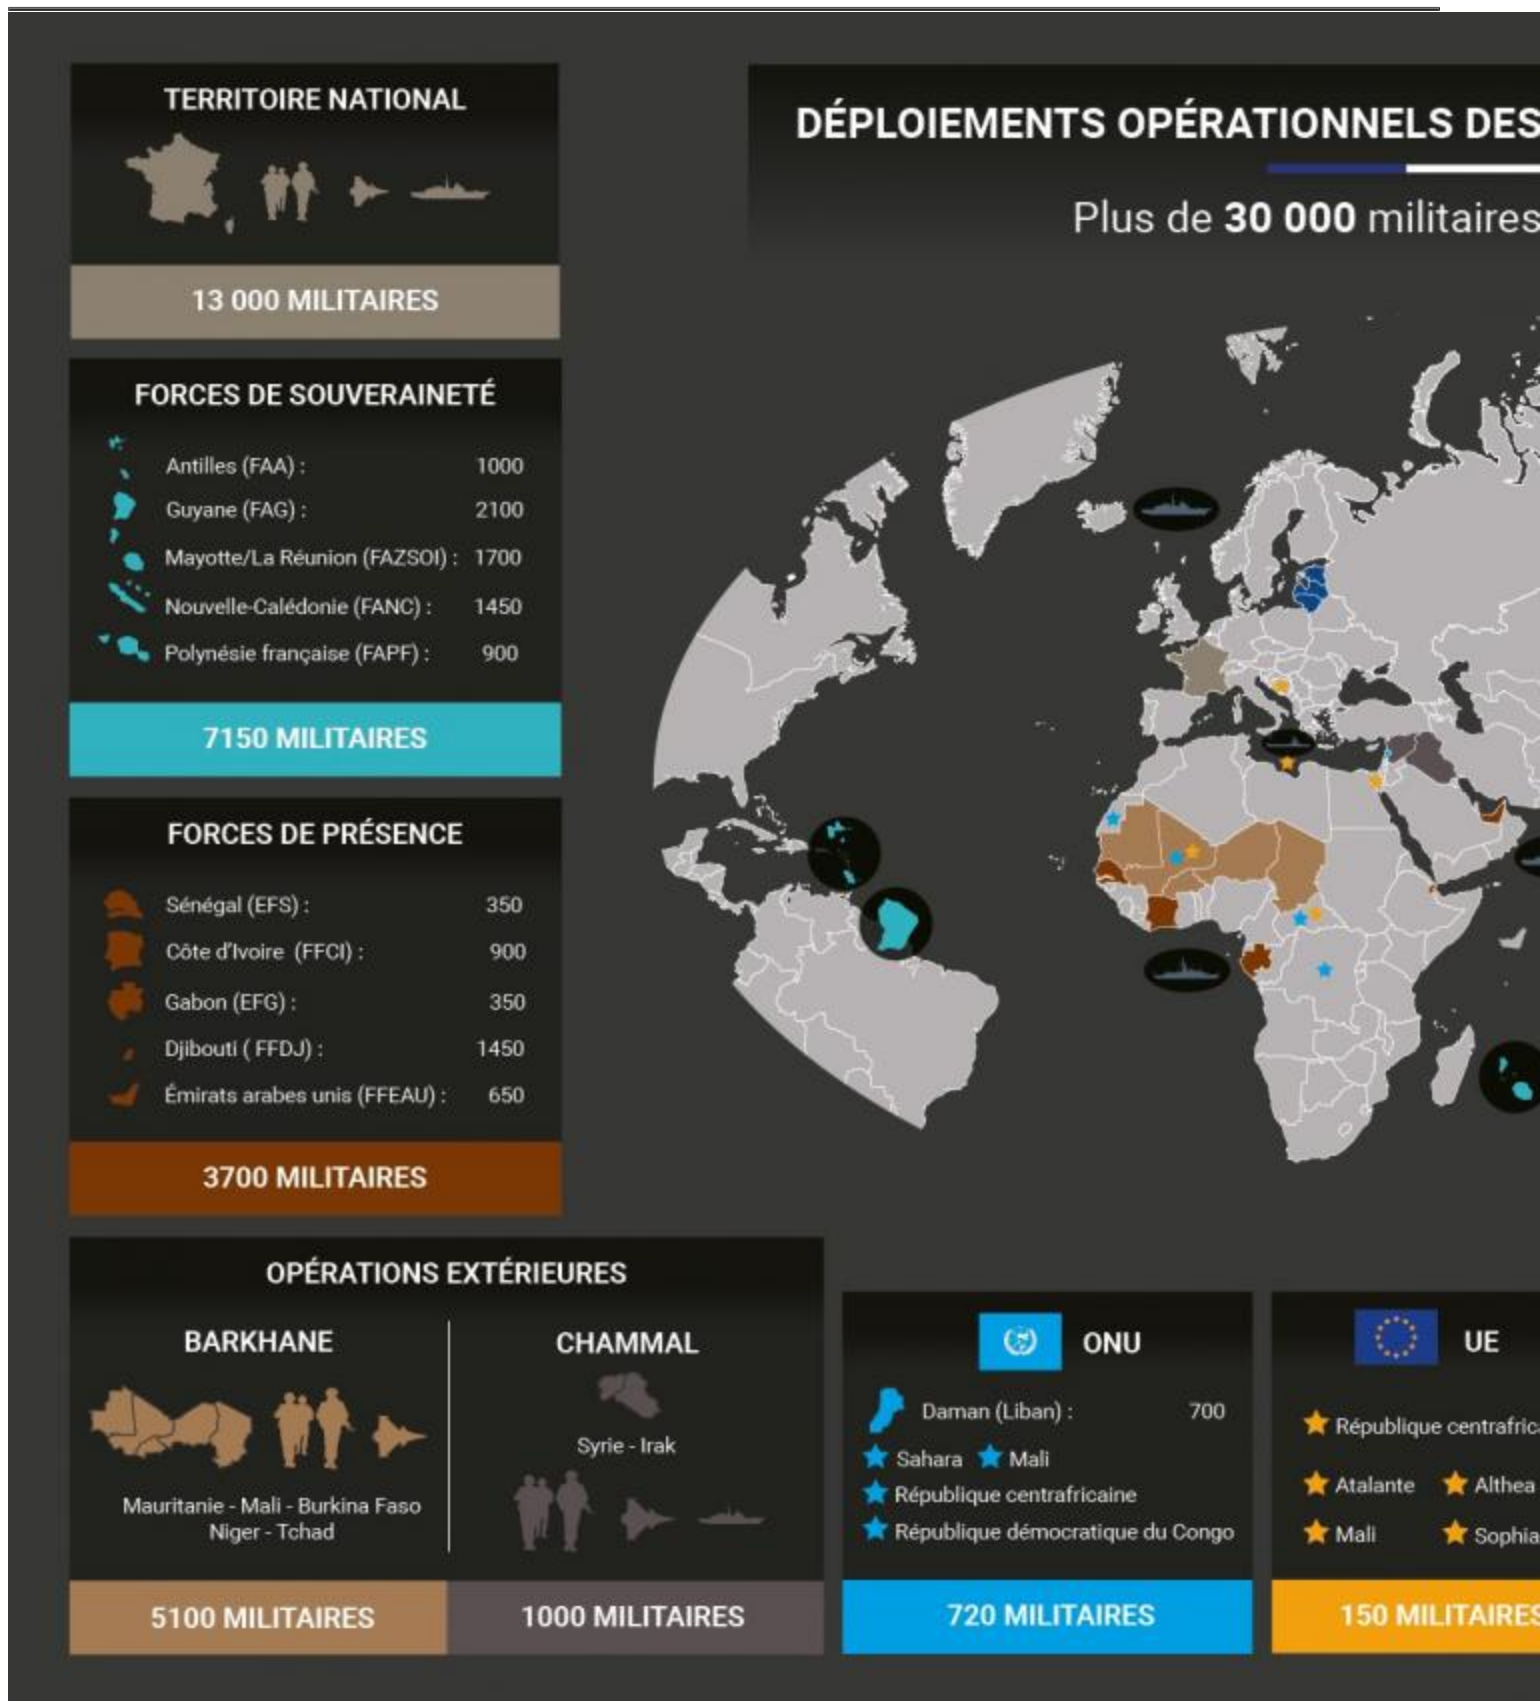 TERRITOIRE NATIONAL
13 000 MILITAIRES
DÉPLOIEMENTS OPÉRATIONNELS DES
Plus de 30 000 militaires
FORCES DE SOUVERAINETÉ
Antilles (FAA) : 1000
Guyane (FAG) : 2100
Mayotte/La Réunion (FAZSOI) : 1700
Nouvelle-Calédonie (FANC) : 1450
Polynésie française (FAPF) : 900
7150 MILITAIRES
FORCES DE PRÉSENCE
Sénégal (EFS) : 350
Côte d'Ivoire (FFCI) : 900
Gabon (EFG) : 350
Djibouti ( FFDJ) : 1450
Émirats arabes unis (FFEAU) : 650
3700 MILITAIRES
OPÉRATIONS EXTÉRIEURES
BARKHANE
Mauritanie - Mali - Burkina Faso
Niger - Tchad
5100 MILITAIRES
CHAMMAL
Syrie - Irak
1000 MILITAIRES
ONU
Daman (Liban) : 700
Sahara Mali
République centrafricaine
République démocratique du Congo
720 MILITAIRES
UE
République centrafrica
Atalante Althea
Mali Sophia
150 MILITAIRES